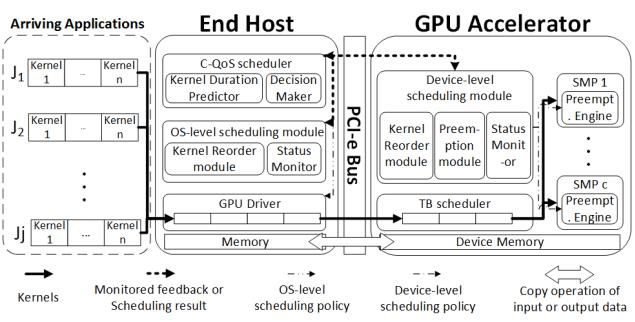 Arriving Applications
End Host
GPU Accelerator
J1
Kernel
1
...
Kernel
n
J2
Kernel
1
...
Kernel
n
Jj
Kernel
1
...
Kernel
n
C-QoS scheduler
Kernel Duration
Predictor
Decision
Maker
OS-level scheduling module
Kernel Reorder
module
Status
Monitor
GPU Driver
Memory
PCI-e Bus
Device-level
scheduling module
Kernel
Reorder
module
Preem-
ption
module
Status
Monit
-or
TB scheduler
Device Memory
SMP 1
Preempt
. Engine
SMP c
Preempt
. Engine
Kernels
Monitored feedback or
Scheduling result
OS-level
scheduling policy
Device-level
scheduling policy
Copy operation of
input or output data